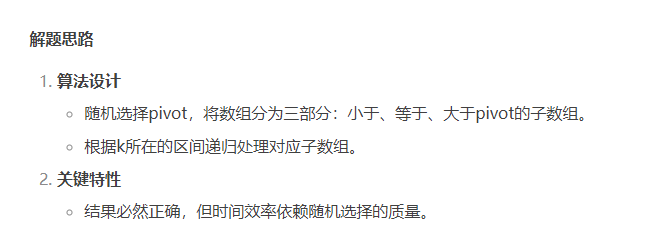 解题思路
1. 算法设计
◦ 随机选择pivot，将数组分为三部分：小于、等于、大于pivot的子数组。
◦ 根据k所在的区间递归处理对应子数组。
2. 关键特性
◦ 结果必然正确，但时间效率依赖随机选择的质量。